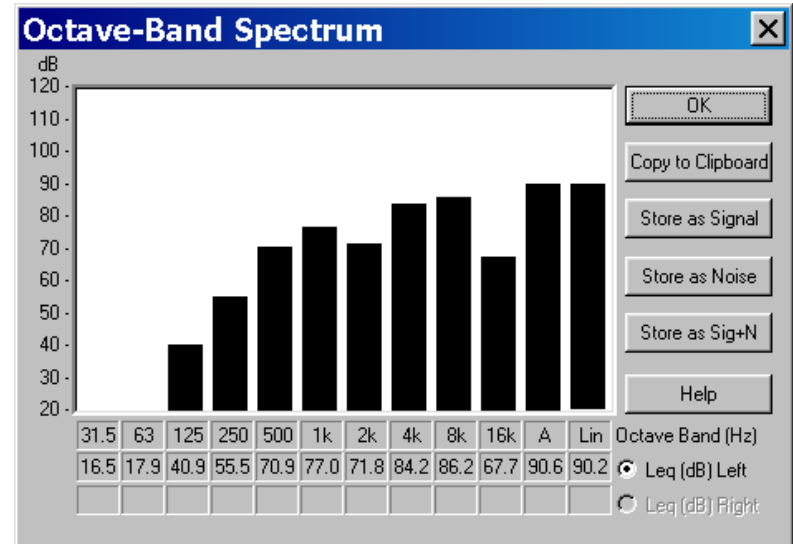 Octave-Band Spectrum
dB
120
110
100
90
80
70
60
50
40
30
20
OK
Copy to Clipboard
Store as Signal
Store as Noise
Store as Sig+N
Help
31.5 63 125 250 500 1k 2k 4k 8k 16k A Lin Octave Band (Hz)
16.5 17.9 40.9 55.5 70.9 77.0 71.8 84.2 86.2 67.7 90.6 90.2 Leq (dB) Left
Leq (dB) Right